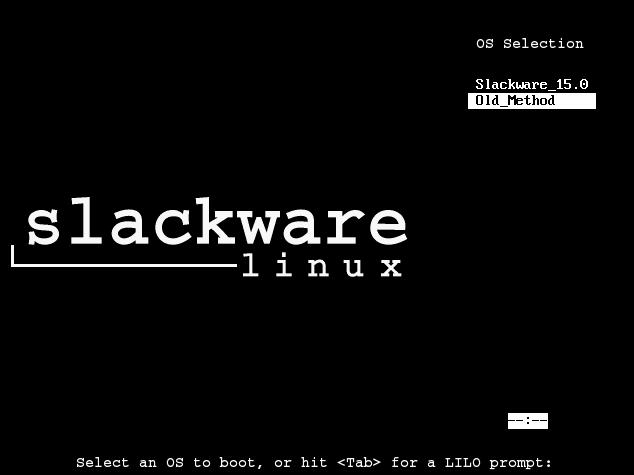 OS Selection
Slackware_15.0
Old_Method
slackware
linux
--:--
Select an OS to boot, or hit <Tab> for a LILO prompt: